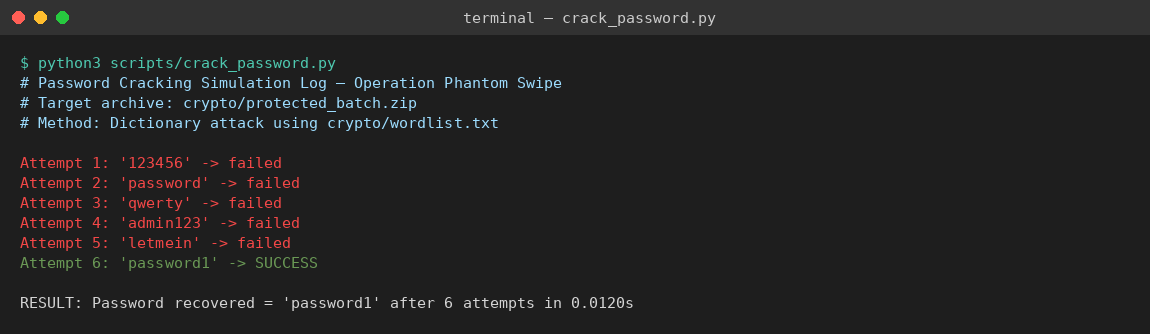 terminal — crack_password.py
$ python3 scripts/crack_password.py
# Password Cracking Simulation Log — Operation Phantom Swipe
# Target archive: crypto/protected_batch.zip
# Method: Dictionary attack using crypto/wordlist.txt
Attempt 1: '123456' -> failed
Attempt 2: 'password' -> failed
Attempt 3: 'qwerty' -> failed
Attempt 4: 'admin123' -> failed
Attempt 5: 'letmein' -> failed
Attempt 6: 'password1' -> SUCCESS
RESULT: Password recovered = 'password1' after 6 attempts in 0.0120s